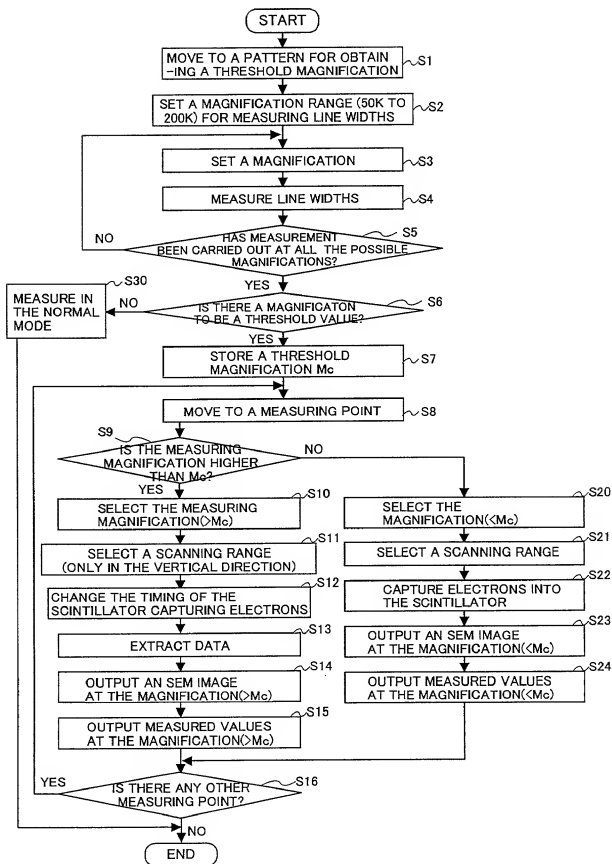 START
MOVE TO A PATTERN FOR OBTAIN
-ING A THRESHOLD MAGNIFICATION
S1
SET A MAGNIFICATION RANGE (50K TO
200K) FOR MEASURING LINE WIDTHS
S2
SET A MAGNIFICATION
S3
MEASURE LINE WIDTHS
S4
S5
HAS MEASUREMENT
BEEN CARRIED OUT AT ALL THE POSSIBLE
MAGNIFICATIONS?
NO
YES
S6
IS THERE A MAGNIFICATON
TO BE A THRESHOLD VALUE?
NO
S30
MEASURE IN
THE NORMAL
MODE
YES
STORE A THRESHOLD
MAGNIFICATION Mc
S7
MOVE TO A MEASURING POINT
S8
S9
IS THE MEASURING
MAGNIFICATION HIGHER
THAN Mc?
NO
YES
S10
SELECT THE MEASURING
MAGNIFICATION(>Mc)
S11
SELECT A SCANNING RANGE
(ONLY IN THE VERTICAL DIRECTION)
S12
CHANGE THE TIMING OF THE
SCINTILLATOR CAPTURING ELECTRONS
S13
EXTRACT DATA
S14
OUTPUT AN SEM IMAGE
AT THE MAGNIFICATION(>Mc)
S15
OUTPUT MEASURED VALUES
AT THE MAGNIFICATION(>Mc)
S20
SELECT THE
MAGNIFICATION(<Mc)
S21
SELECT A SCANNING RANGE
S22
CAPTURE ELECTRONS INTO
THE SCINTILLATOR
S23
OUTPUT AN SEM IMAGE
AT THE MAGNIFICATION(<Mc)
S24
OUTPUT MEASURED VALUES
AT THE MAGNIFICATION(<Mc)
YES
S16
IS THERE ANY OTHER
MEASURING POINT?
NO
END